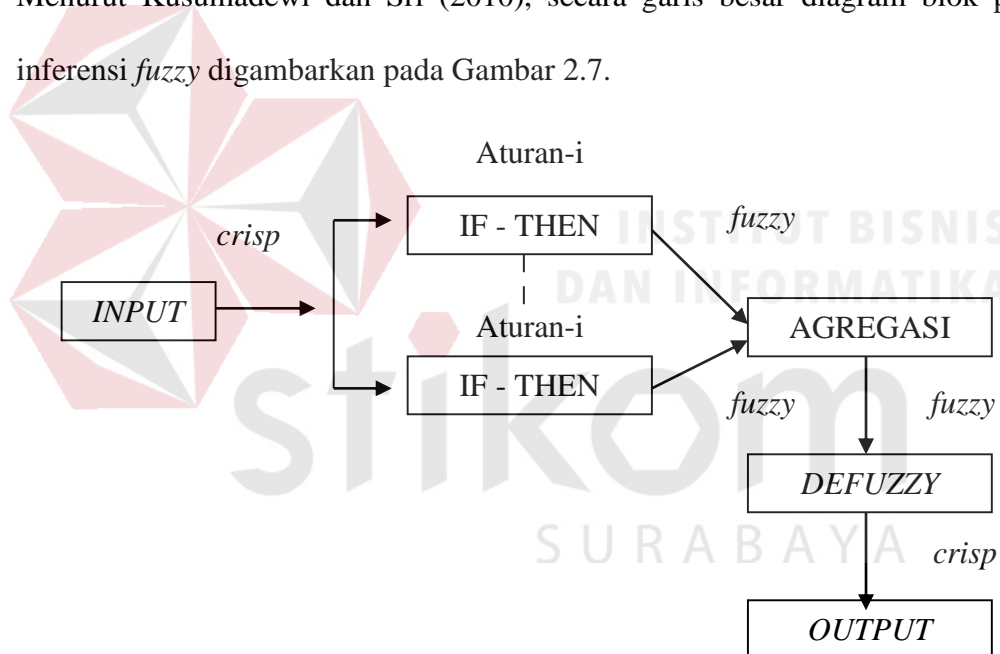 Menurut Kusumadewi dan Sri (2010), secara garis besar diagram blok
inferensi fuzzy digambarkan pada Gambar 2.7.
Aturan-i
IF - THEN
fuzzy
crisp
INSTITUT BISNIS
DAN INFORMATIKA
INPUT
Aturan-i
AGREGASI
IF - THEN
fuzzy
fuzzy
stikom
DEFUZZY
SURABAYA
crisp
OUTPUT